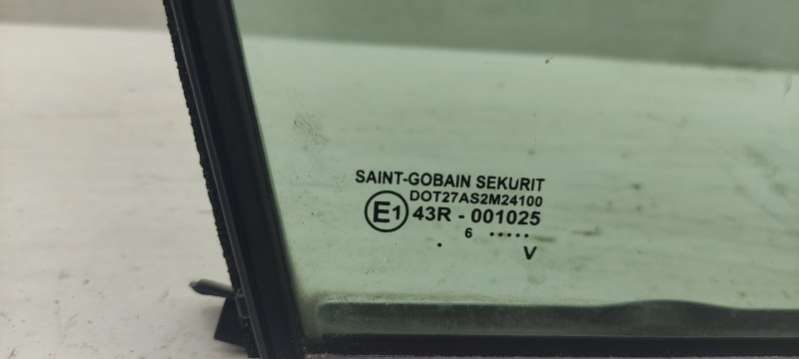 SAINT-GOBAIN SEKURIT
DOT27AS2M24100
E1 43R - 001025
6 •••••
• V